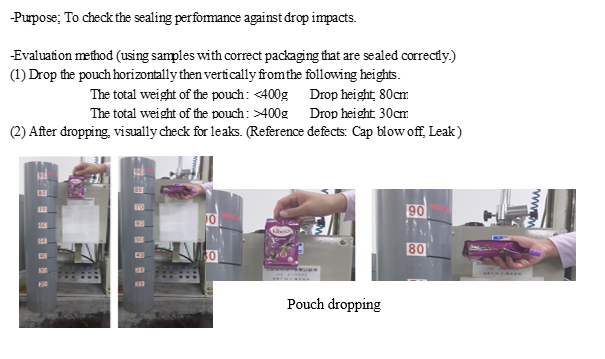 -Purpose; To check the sealing performance against drop impacts.
-Evaluation method (using samples with correct packaging that are sealed correctly.)
(1) Drop the pouch horizontally then vertically from the following heights.
The total weight of the pouch : <400g Drop height; 80cm
The total weight of the pouch : >400g Drop height; 30cm
(2) After dropping, visually check for leaks. (Reference defects: Cap blow off, Leak)
90
80
Pouch dropping